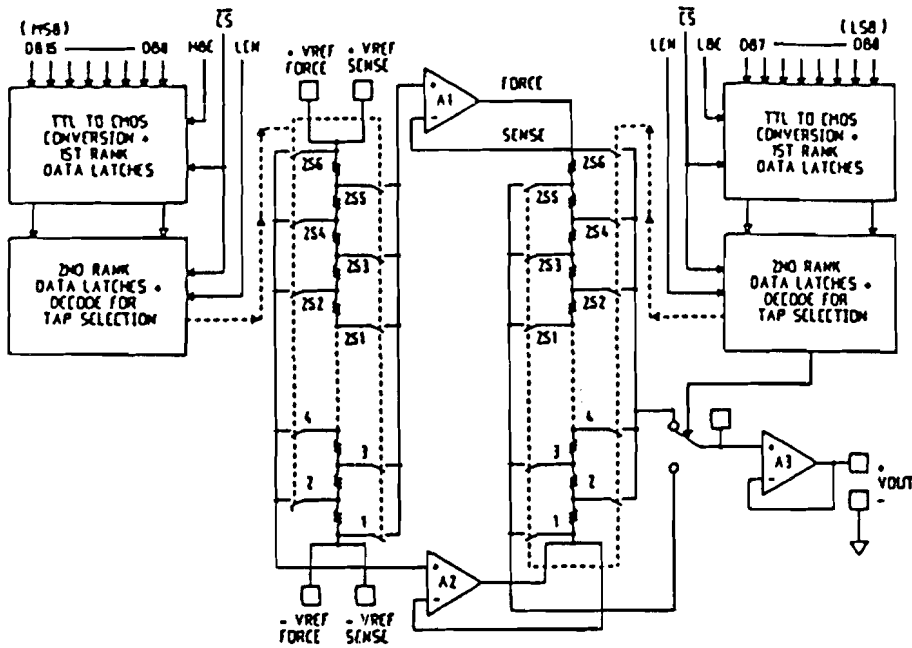 (MSB)
DB15
DB8
HBE
CS
LEN
+ VREF
FORCE
+ VREF
SENSE
CS
LEN
LBE
DB7
(LSB)
DB0
TTL TO CMOS
CONVERSION +
1ST RANK
DATA LATCHES
2ND RANK
DATA LATCHES +
DECODE FOR
TAP SELECTION
256
255
254
253
252
251
4
3
2
1
- VREF
FORCE
- VREF
SENSE
A1
FORCE
SENSE
A2
256
255
254
253
252
251
4
3
2
1
TTL TO CMOS
CONVERSION +
1ST RANK
DATA LATCHES
2ND RANK
DATA LATCHES +
DECODE FOR
TAP SELECTION
A3
+
VOUT
-